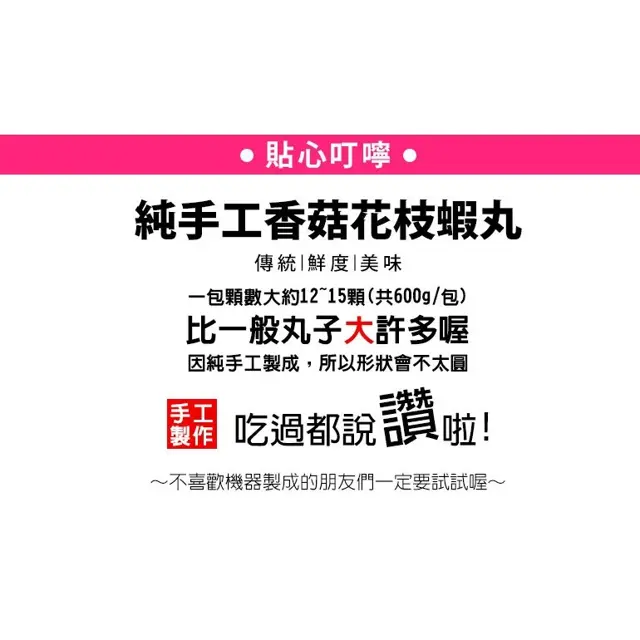 •貼心叮嚀•
純手工香菇花枝蝦丸
傳統|鮮度|美味
一包顆數大約12~15顆(共600g/包)
比一般丸子大許多喔
因純手工製成，所以形狀會不太圓
手工
製作
吃過都說讚啦!
～不喜歡機器製成的朋友們一定要試試喔～